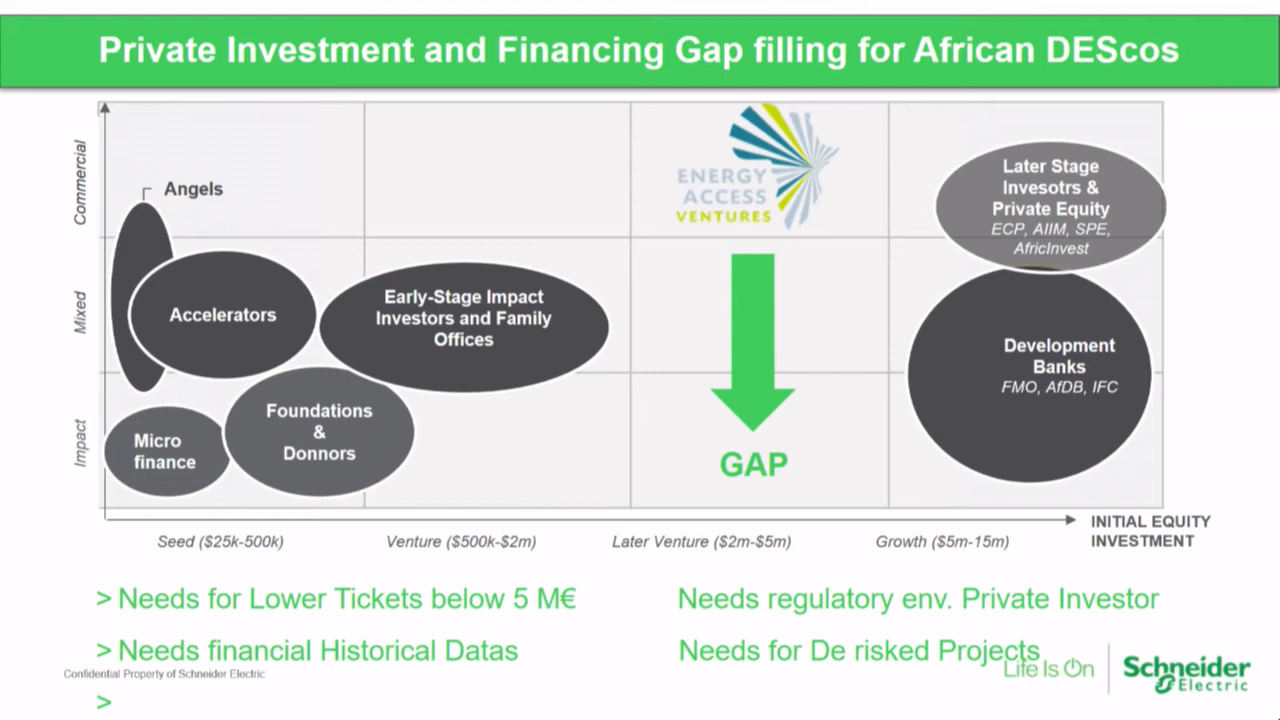 Private Investment and Financing Gap filling for African DEScos
Commercial
Mixed
Impact
Angels
Accelerators
Micro
finance
Foundations
&
Donnors
Early-Stage Impact
Investors and Family
Offices
ENERGY
ACCESS
VENTURES
GAP
Later Stage
Invesotrs &
Private Equity
ECP, AIIM, SPE,
AfricInvest
Development
Banks
FMO, AfDB, IFC
INITIAL EQUITY
INVESTMENT
Seed ($25k-500k)
Venture ($500k-$2m)
Later Venture ($2m-$5m)
Growth ($5m-15m)
> Needs for Lower Tickets below 5 M€
Needs regulatory env. Private Investor
> Needs financial Historical Datas
Needs for De risked Projects
>
Confidential Property of Schneider Electric
Life Is On
Schneider
Electric